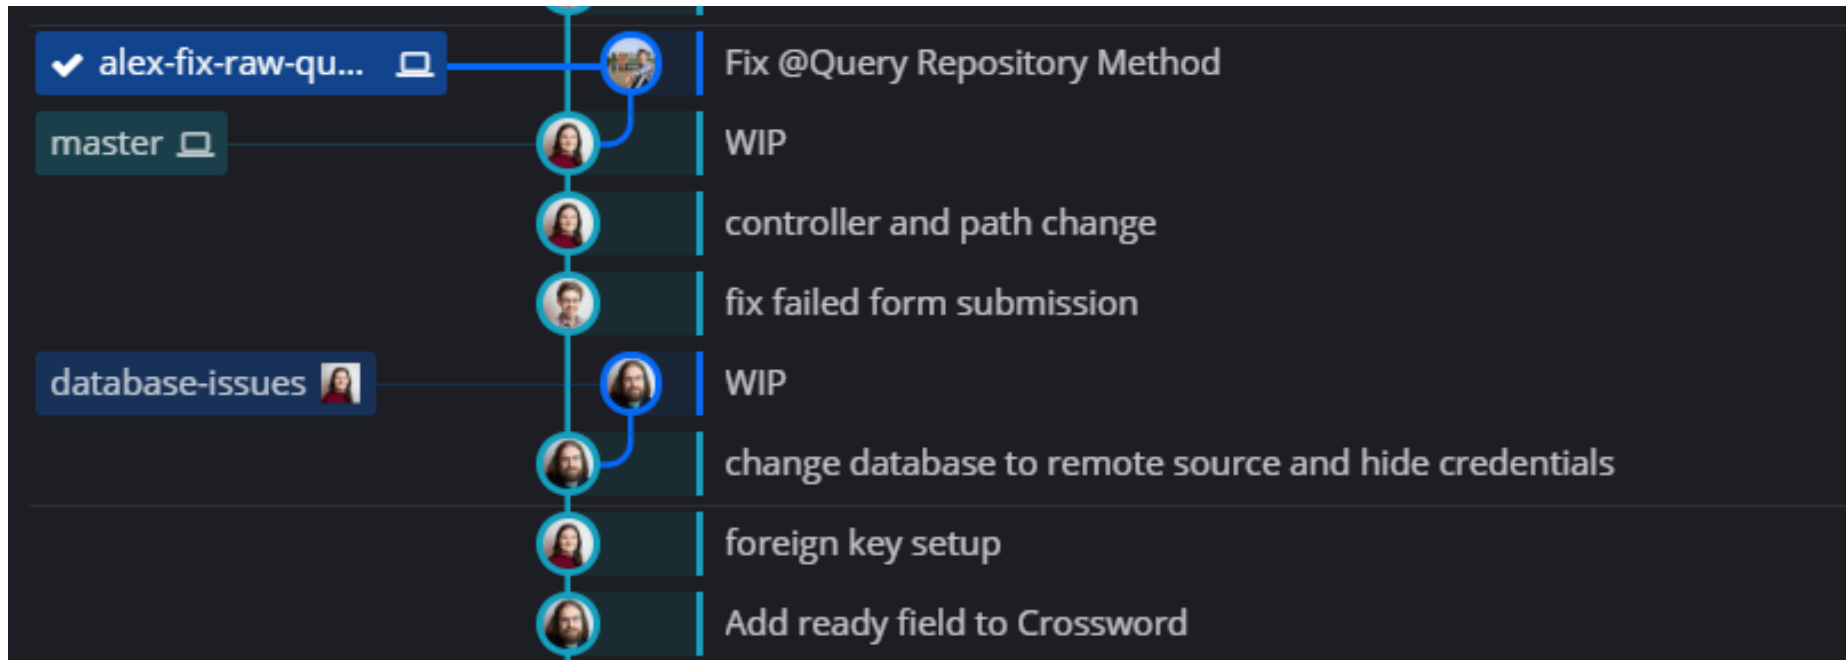 alex-fix-raw-qu...
Fix @Query Repository Method
master
WIP
controller and path change
fix failed form submission
database-issues
WIP
change database to remote source and hide credentials
foreign key setup
Add ready field to Crossword